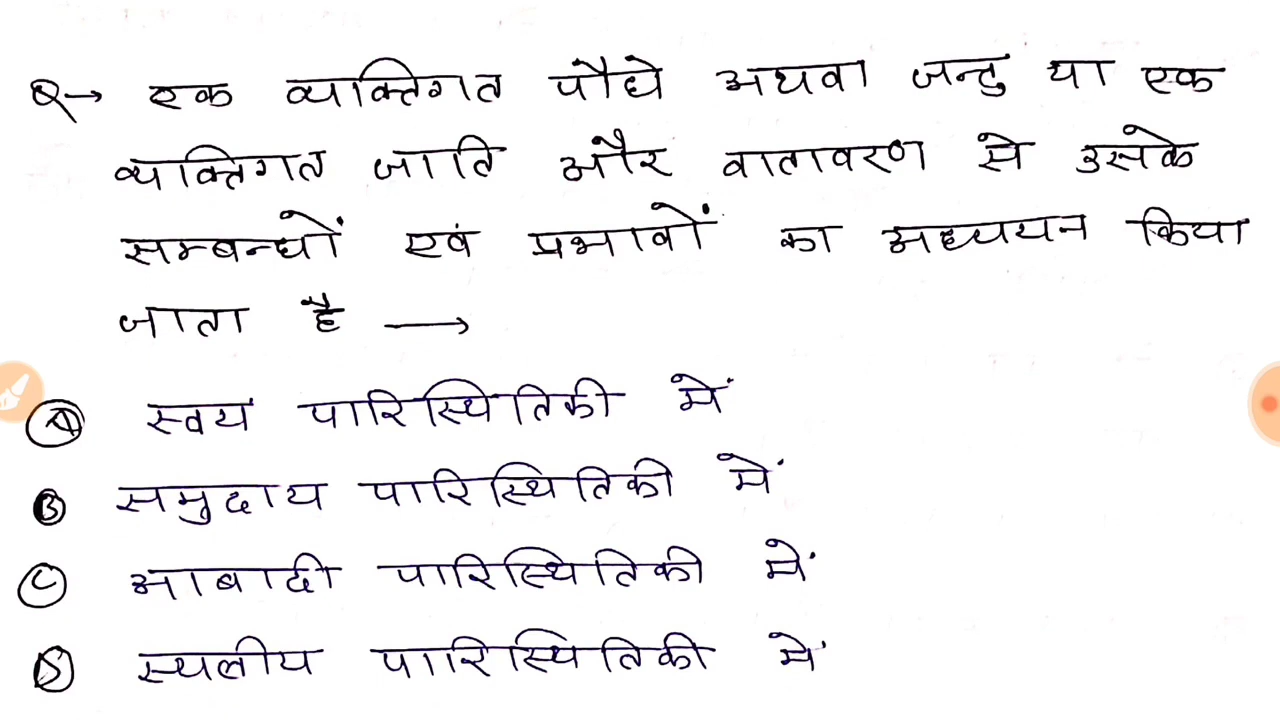 Q→ एक व्यक्तिगत पौधे अथवा जन्तु या एक
व्यक्तिगत जाति और वातावरण से उसके
सम्बन्धों एवं प्रभावों का अध्ययन किया
जाता है →
(A) स्वय पारिस्थितिकी में
(B) समुदाय पारिस्थितिकी में
(C) आबादी पारिस्थितिकी में
(D) स्थलीय पारिस्थितिकी में